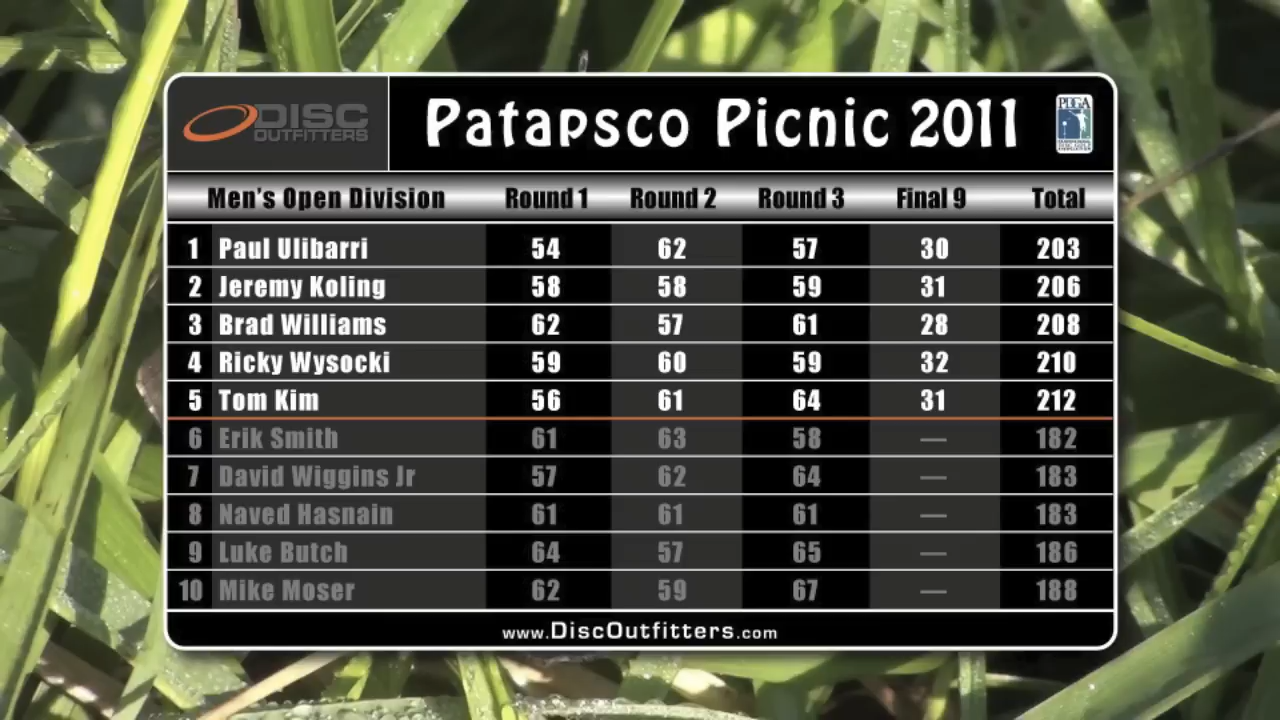 DISC OUTFITTERS Patapsco Picnic 2011 PDGA
Men's Open Division Round 1 Round 2 Round 3 Final 9 Total
1 Paul Ulibarri 54 62 57 30 203
2 Jeremy Koling 58 58 59 31 206
3 Brad Williams 62 57 61 28 208
4 Ricky Wysocki 59 60 59 32 210
5 Tom Kim 56 61 64 31 212
6 Erik Smith 61 63 58 — 182
7 David Wiggins Jr 57 62 64 — 183
8 Naved Hasnain 61 61 61 — 183
9 Luke Butch 64 57 65 — 186
10 Mike Moser 62 59 67 — 188
www.DiscOutfitters.com